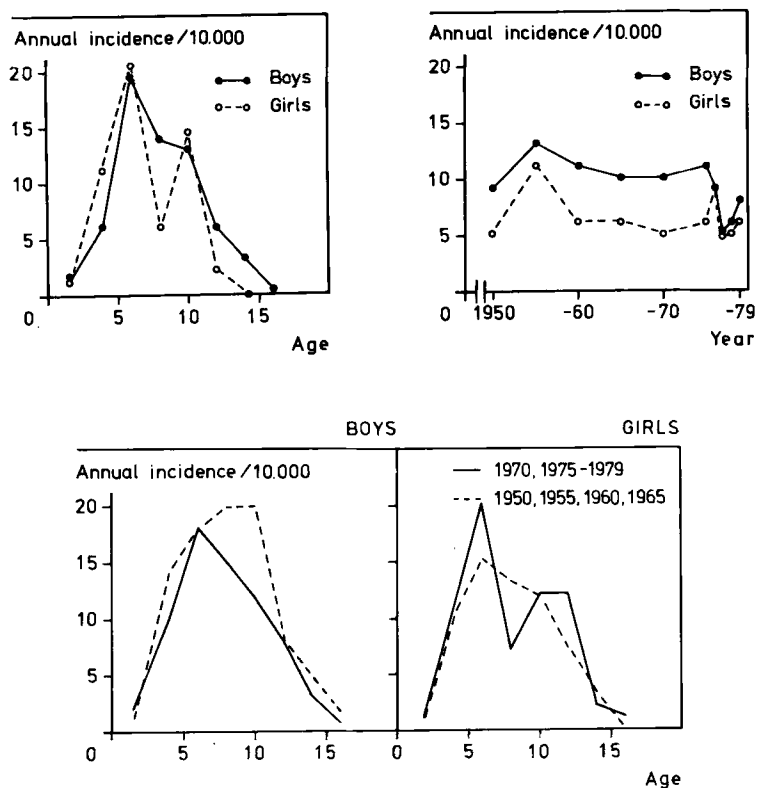 Annual incidence/10.000
20
15
10
5
0
5
10
15
Age
Boys
Girls
Annual incidence/10.000
20
15
10
5
0
1950
-60
-70
-79
Year
Boys
Girls
BOYS
GIRLS
Annual incidence/10.000
20
15
10
5
0
5
10
15
0
5
10
15
Age
1970, 1975-1979
1950, 1955, 1960, 1965